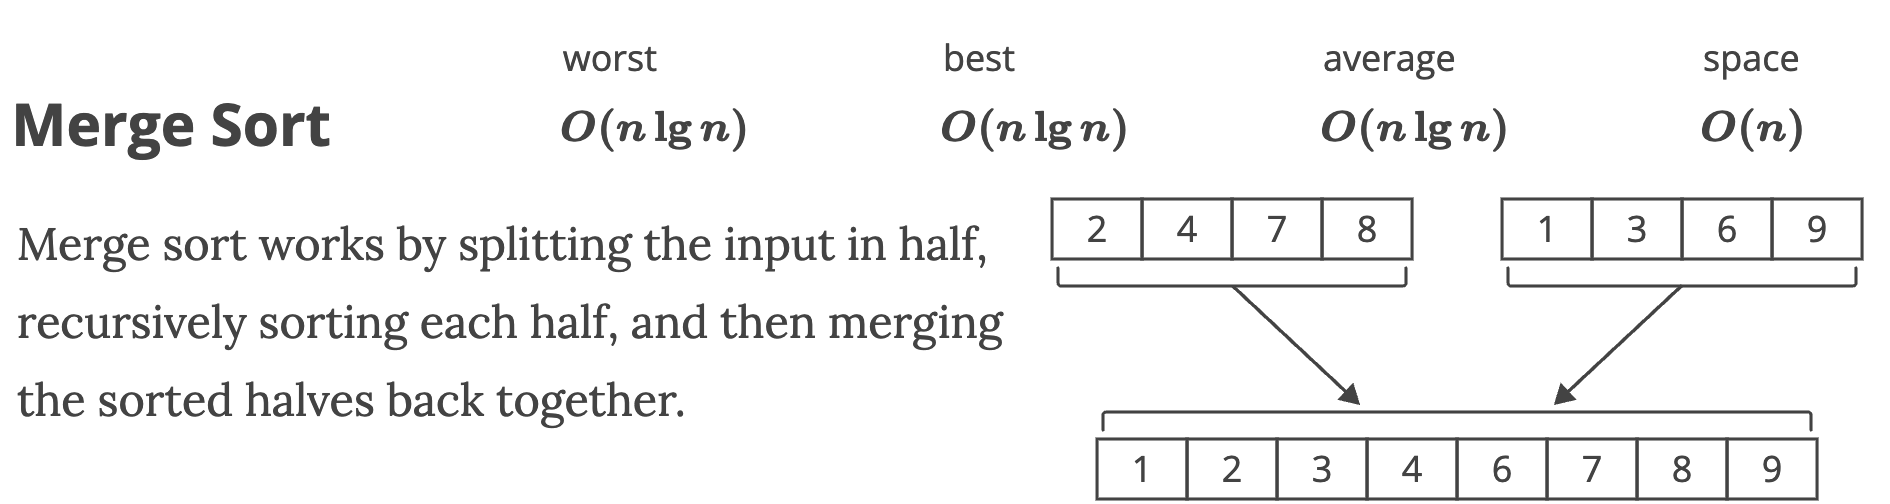 worst best average space
Merge Sort O(n lg n) O(n lg n) O(n lg n) O(n)
Merge sort works by splitting the input in half,
recursively sorting each half, and then merging
the sorted halves back together.
2 4 7 8 1 3 6 9
1 2 3 4 6 7 8 9